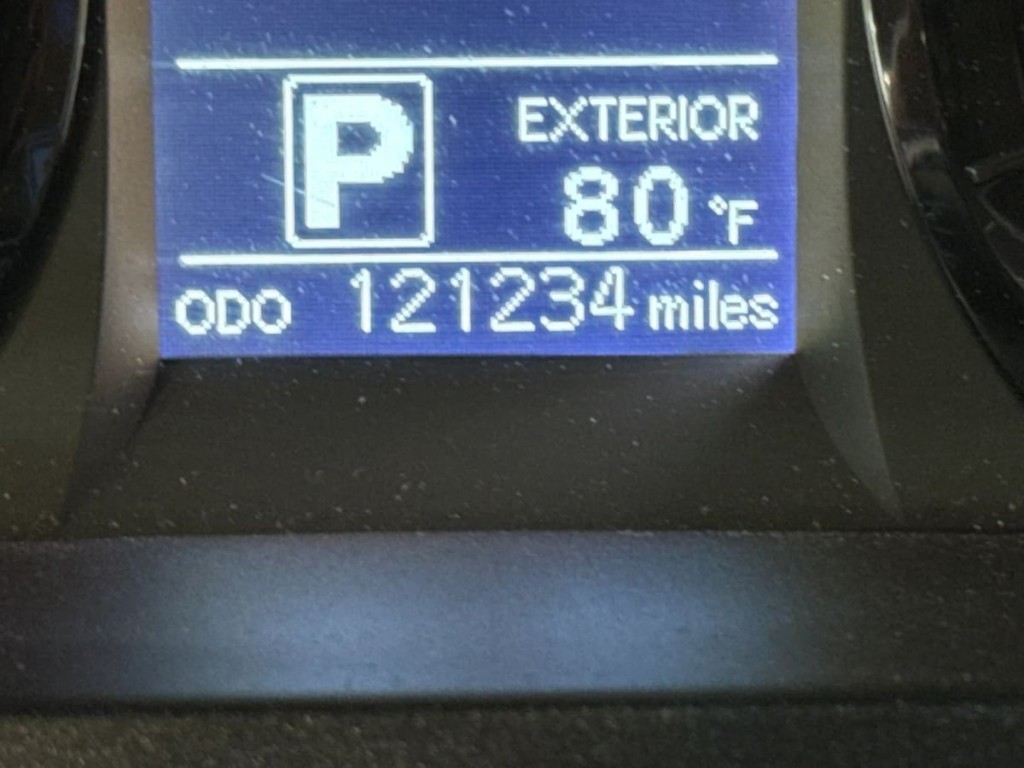 P
EXTERIOR
80 °F
ODO 121234 miles